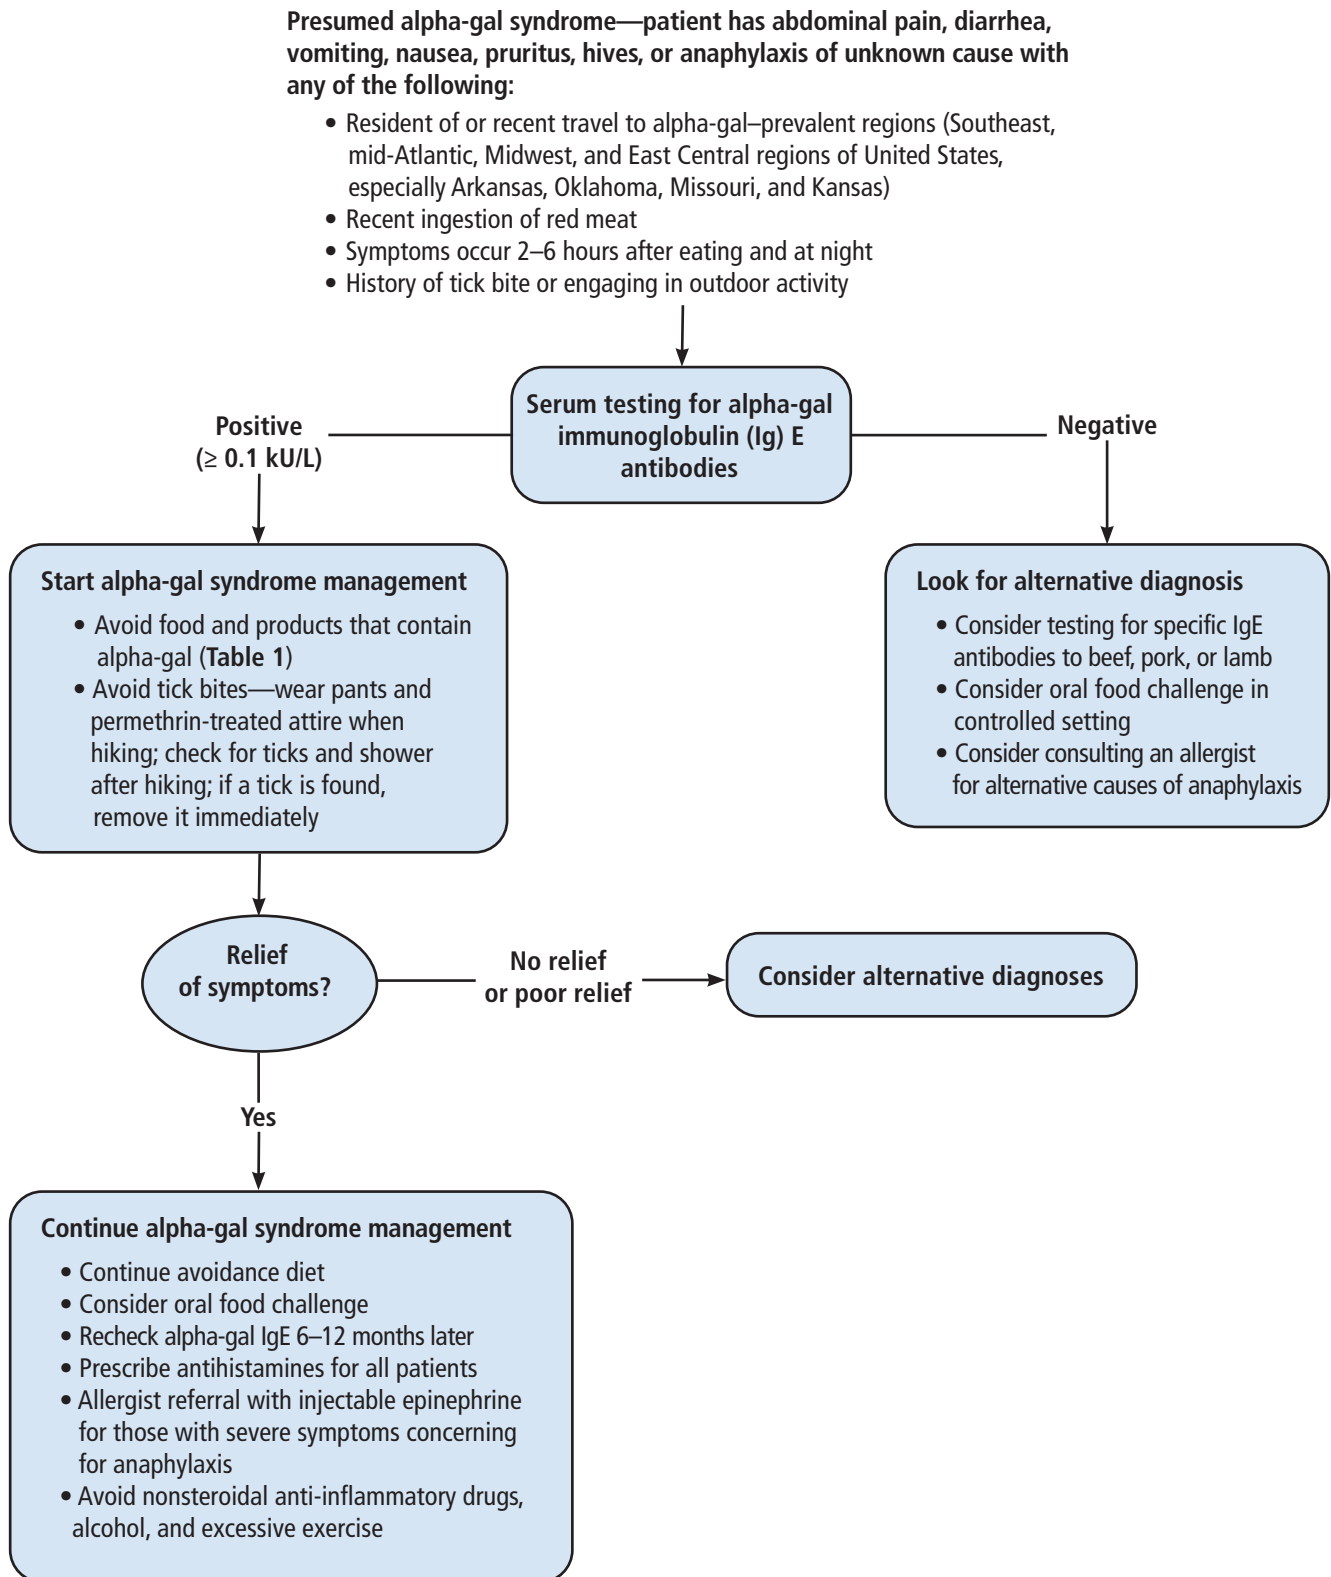 Presumed alpha-gal syndrome—patient has abdominal pain, diarrhea,
vomiting, nausea, pruritus, hives, or anaphylaxis of unknown cause with
any of the following:
• Resident of or recent travel to alpha-gal–prevalent regions (Southeast,
mid-Atlantic, Midwest, and East Central regions of United States,
especially Arkansas, Oklahoma, Missouri, and Kansas)
• Recent ingestion of red meat
• Symptoms occur 2–6 hours after eating and at night
• History of tick bite or engaging in outdoor activity
Serum testing for alpha-gal
immunoglobulin (Ig) E
antibodies
Positive
(≥ 0.1 kU/L)
Negative
Start alpha-gal syndrome management
• Avoid food and products that contain
alpha-gal (Table 1)
• Avoid tick bites—wear pants and
permethrin-treated attire when
hiking; check for ticks and shower
after hiking; if a tick is found,
remove it immediately
Look for alternative diagnosis
• Consider testing for specific IgE
antibodies to beef, pork, or lamb
• Consider oral food challenge in
controlled setting
• Consider consulting an allergist
for alternative causes of anaphylaxis
Relief
of symptoms?
No relief
or poor relief
Consider alternative diagnoses
Yes
Continue alpha-gal syndrome management
• Continue avoidance diet
• Consider oral food challenge
• Recheck alpha-gal IgE 6–12 months later
• Prescribe antihistamines for all patients
• Allergist referral with injectable epinephrine
for those with severe symptoms concerning
for anaphylaxis
• Avoid nonsteroidal anti-inflammatory drugs,
alcohol, and excessive exercise